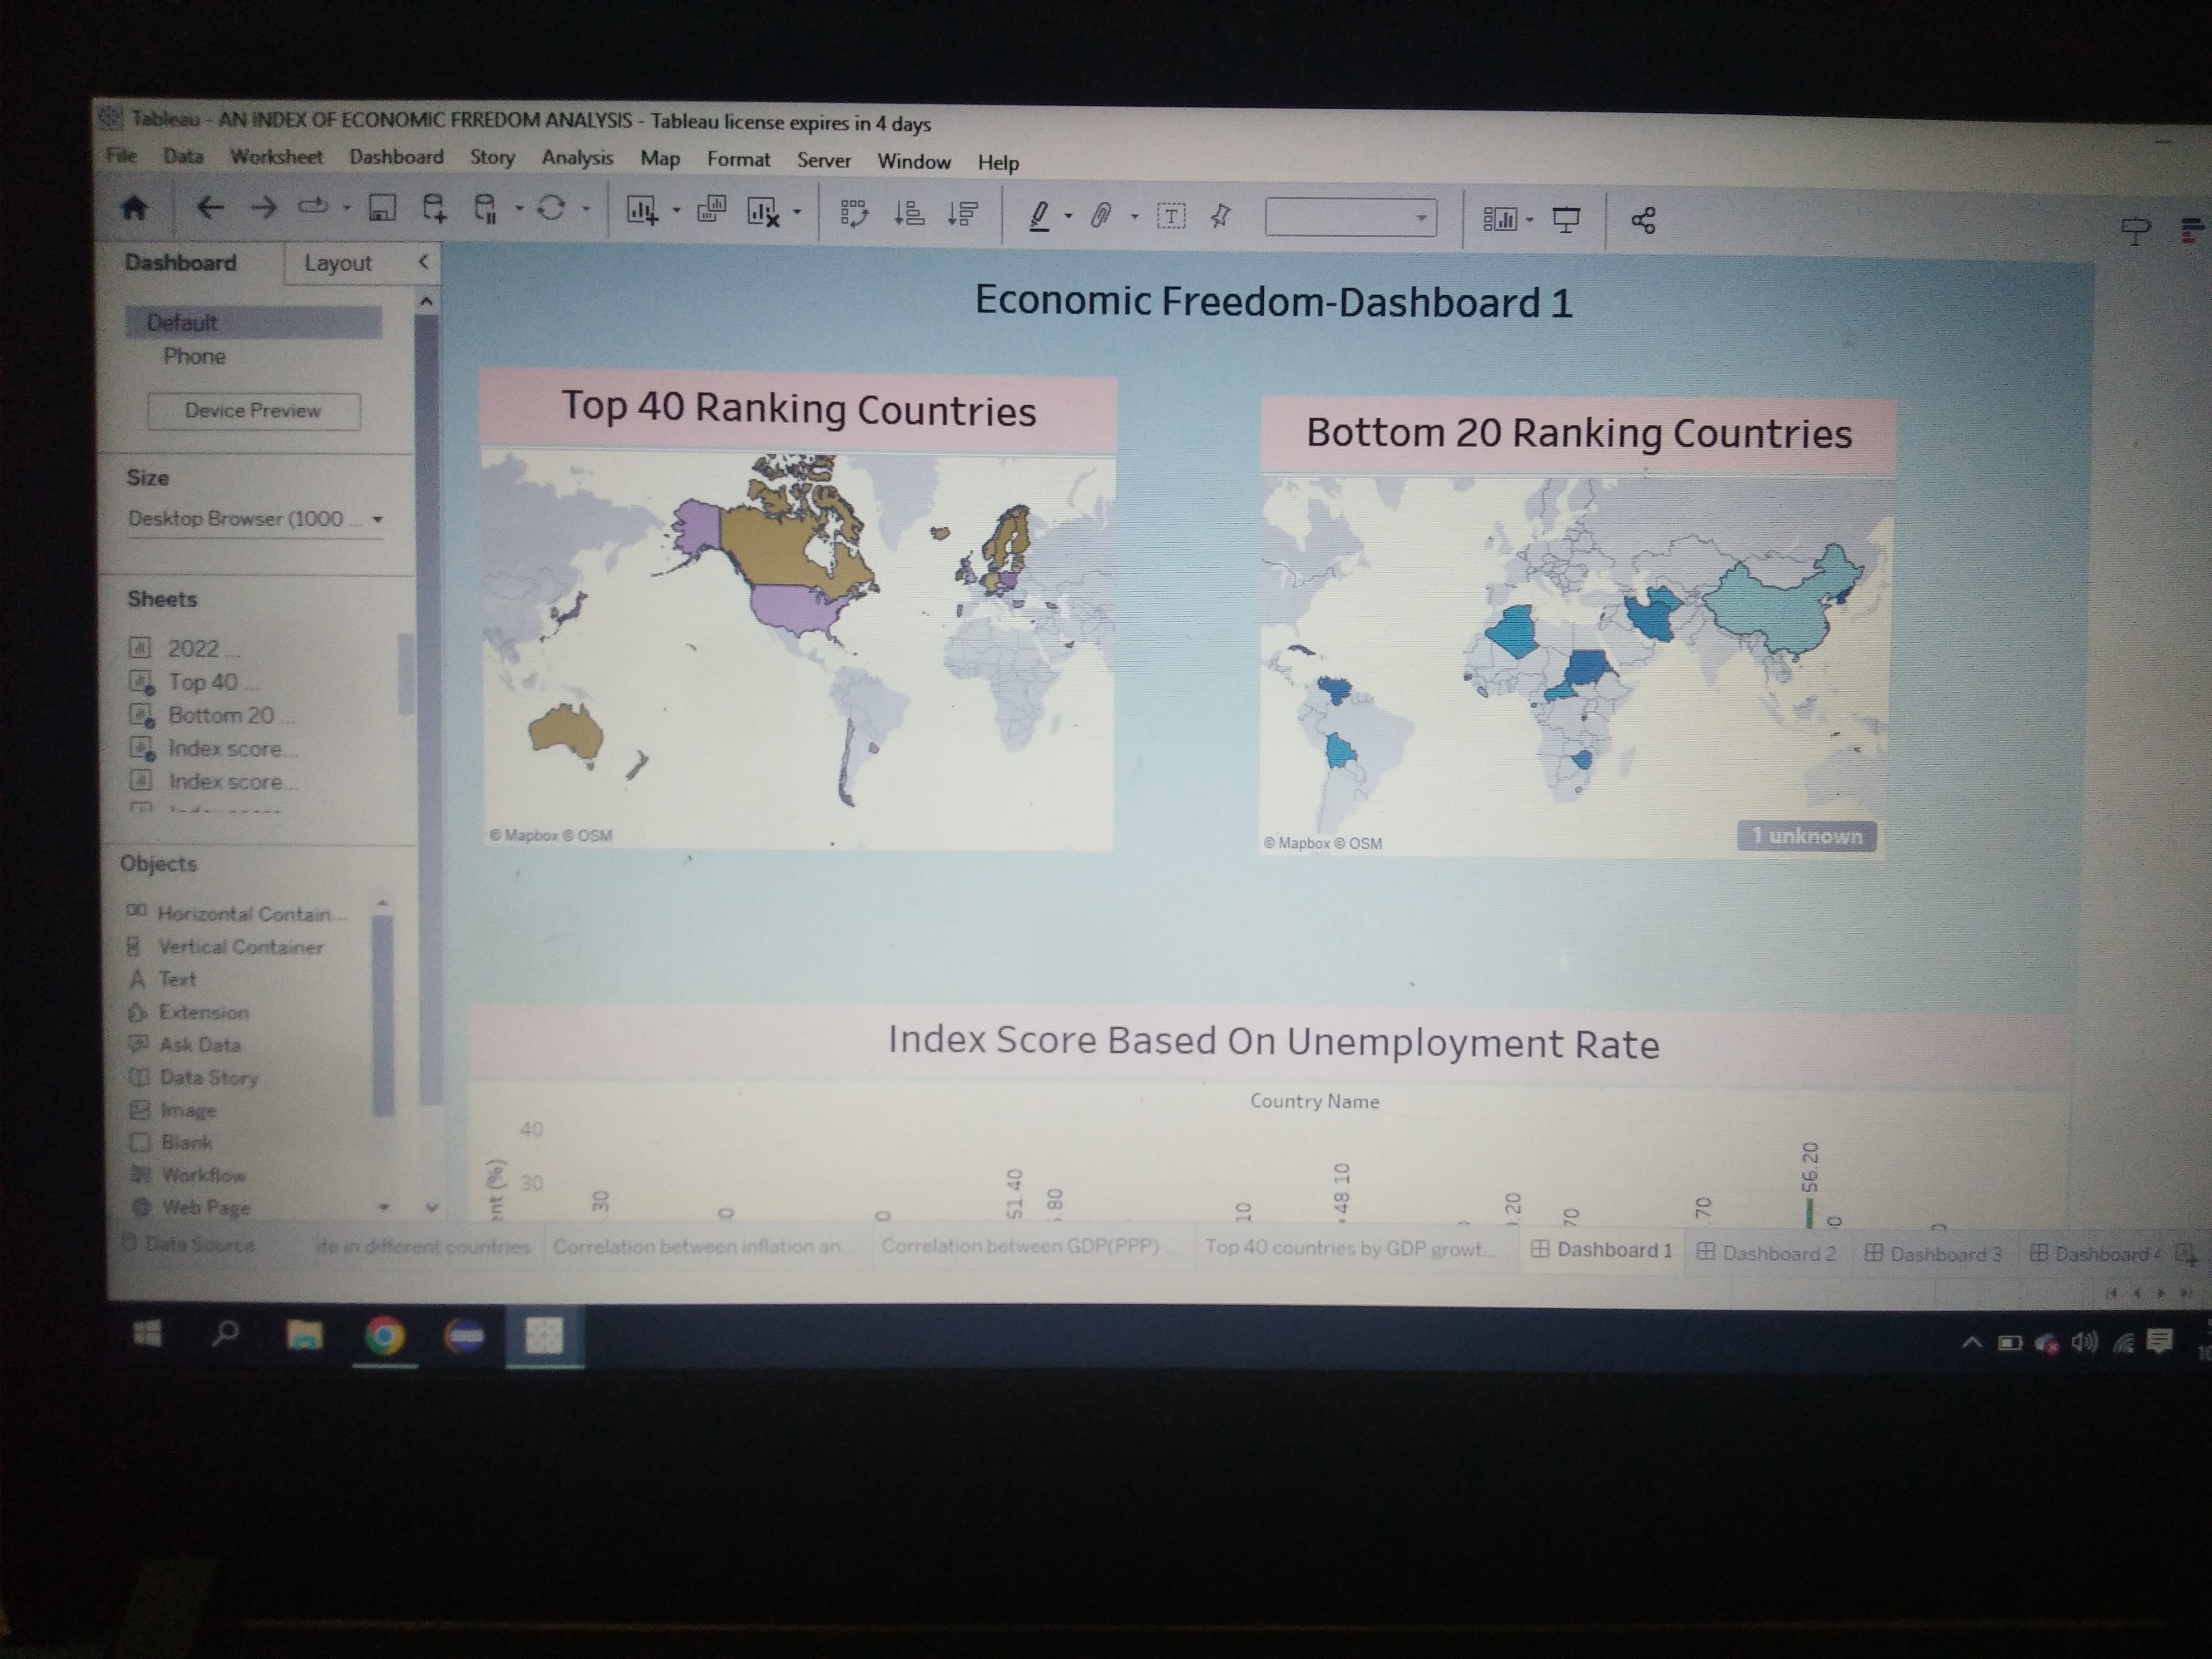 Tableau - AN INDEX OF ECONOMIC FRREDOM ANALYSIS - Tableau license expires in 4 days
File Data Worksheet Dashboard Story Analysis Map Format Server Window Help
Dashboard Layout
Default
Phone
Device Preview
Size
Desktop Browser (1000 ...
Sheets
2022 ...
Top 40 ...
Bottom 20 ...
Index score...
Index score...
Objects
Horizontal Contain...
Vertical Container
Text
Extension
Ask Data
Data Story
Image
Blank
Workflow
Web Page
Economic Freedom-Dashboard 1
Top 40 Ranking Countries
© Mapbox © OSM
Bottom 20 Ranking Countries
© Mapbox © OSM
1 unknown
Index Score Based On Unemployment Rate
Country Name
40
30
nt (%)
30
51.40
.80
10
48.10
.20
70
.70
56.20
Data Source
te in different countries
Correlation between inflation an...
Correlation between GDP(PPP) ...
Top 40 countries by GDP growt...
Dashboard 1
Dashboard 2
Dashboard 3
Dashboard
10